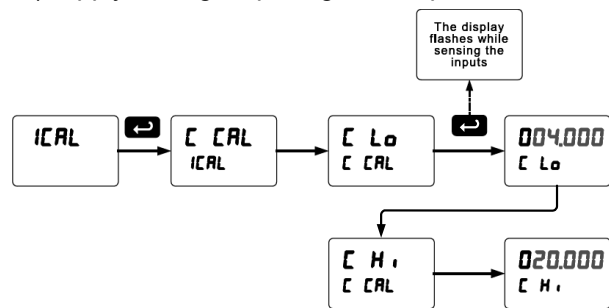 The display
flashes while
sensing the
inputs
ICAL
C CAL
ICAL
C Lo
C CAL
004.000
C Lo
C Hi
C CAL
020.000
C Hi